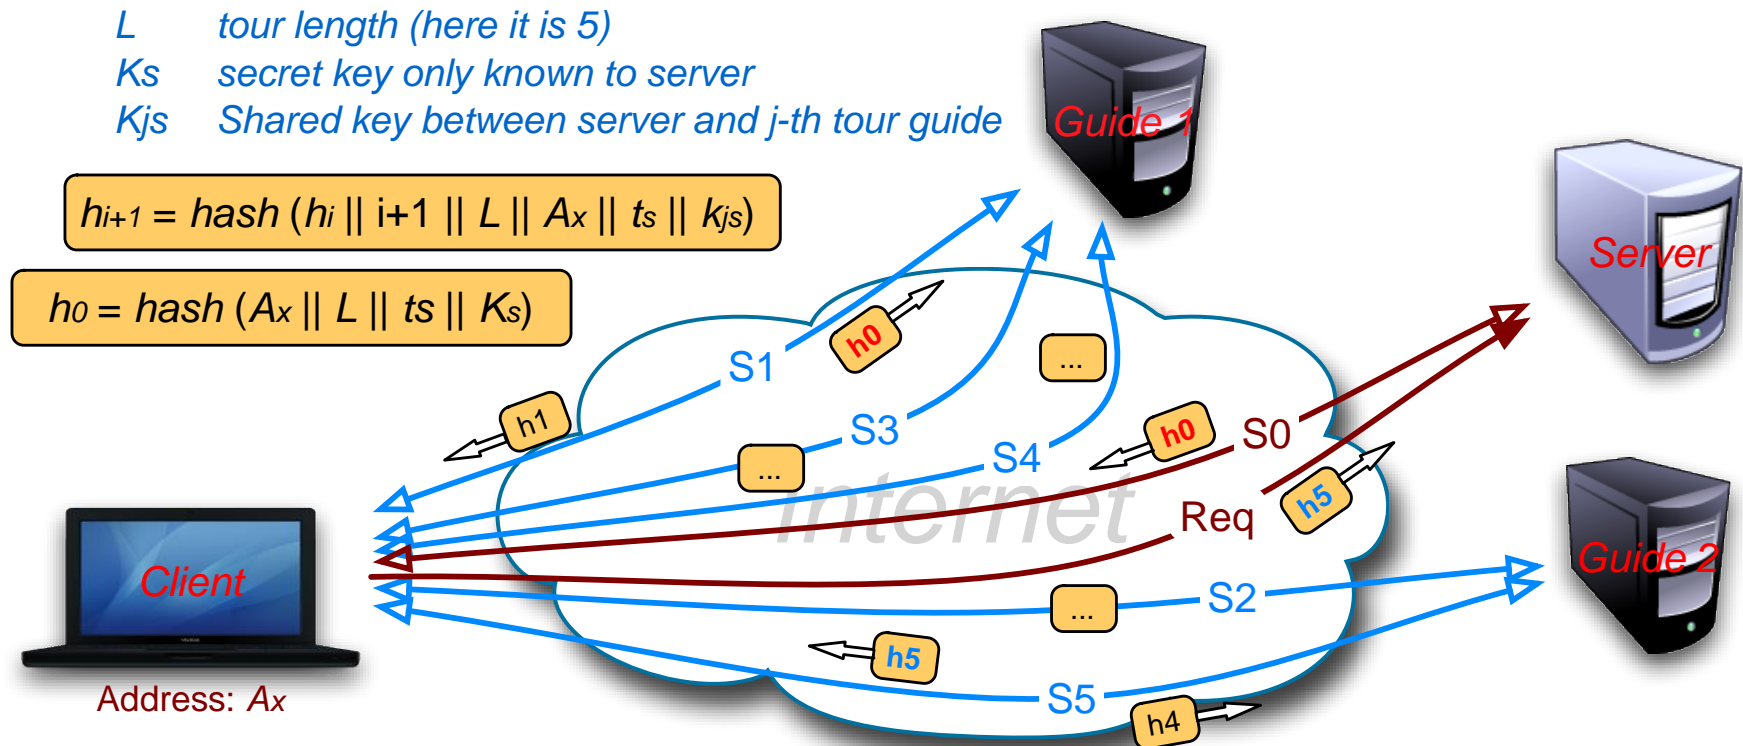 L tour length (here it is 5)
Ks secret key only known to server
Kjs Shared key between server and j-th tour guide
Guide 1
hi+1 = hash (hi || i+1 || L || Ax || ts || kjs)
Server
h0 = hash (Ax || L || ts || Ks)
h0
...
S1
h1
S3
h0
S0
...
S4
h5
Internet
Req
Client
Guide 2
S2
...
h5
Address: Ax
S5
h4